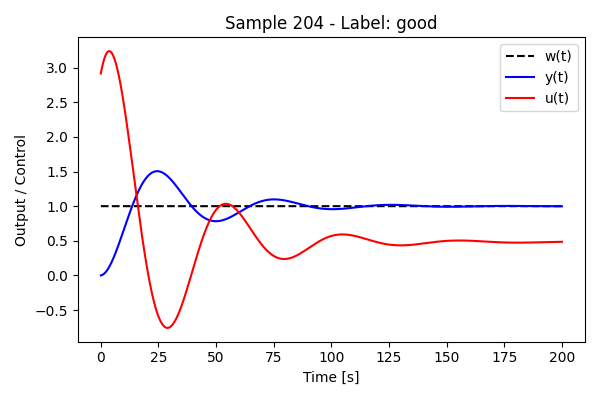 Sample 204 - Label: good
w(t)
y(t)
u(t)
Output / Control
3.0
2.5
2.0
1.5
1.0
0.5
0.0
−0.5
0 25 50 75 100 125 150 175 200
Time [s]